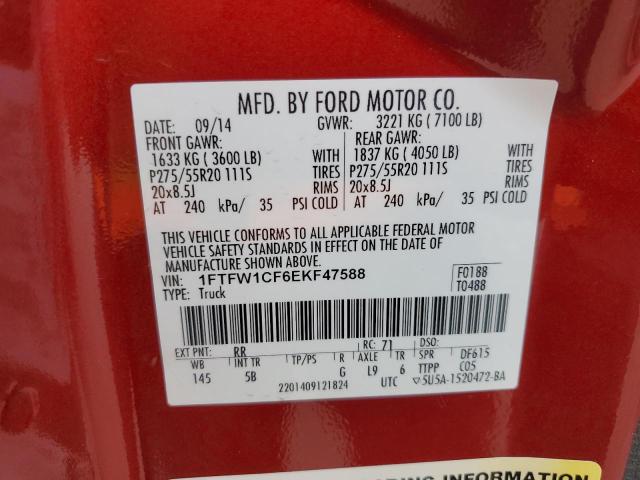 MFD. BY FORD MOTOR CO.
DATE: 09/14 GVWR: 3221 KG ( 7100 LB)
FRONT GAWR: REAR GAWR:
1633 KG ( 3600 LB) WITH 1837 KG ( 4050 LB) WITH
P275/55R20 111S TIRES P275/55R20 111S TIRES
20x8.5J RIMS 20x8.5J RIMS
AT 240 kPa/ 35 PSI COLD AT 240 kPa/ 35 PSI COLD
THIS VEHICLE CONFORMS TO ALL APPLICABLE FEDERAL MOTOR
VEHICLE SAFETY STANDARDS IN EFFECT ON THE DATE OF
MANUFACTURE SHOWN ABOVE.
VIN: 1FTFW1CF6EKF47588 F0188
TYPE: Truck T0488
EXT PNT: RR RC: 71 DSO:
WB INT TR TP/PS R AXLE TR SPR DF615
145 5B G L9 6 TTPP C05
2201409121824 UTC 5U5A-1520472-BA
INFORMATION